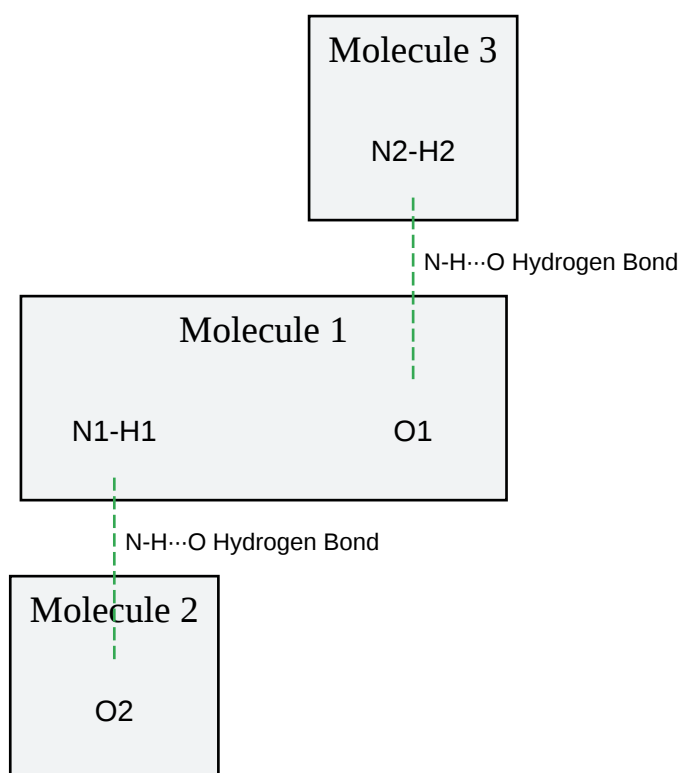 Molecule 3
N2-H2
N-H···O Hydrogen Bond
Molecule 1
N1-H1
O1
N-H···O Hydrogen Bond
Molecule 2
O2